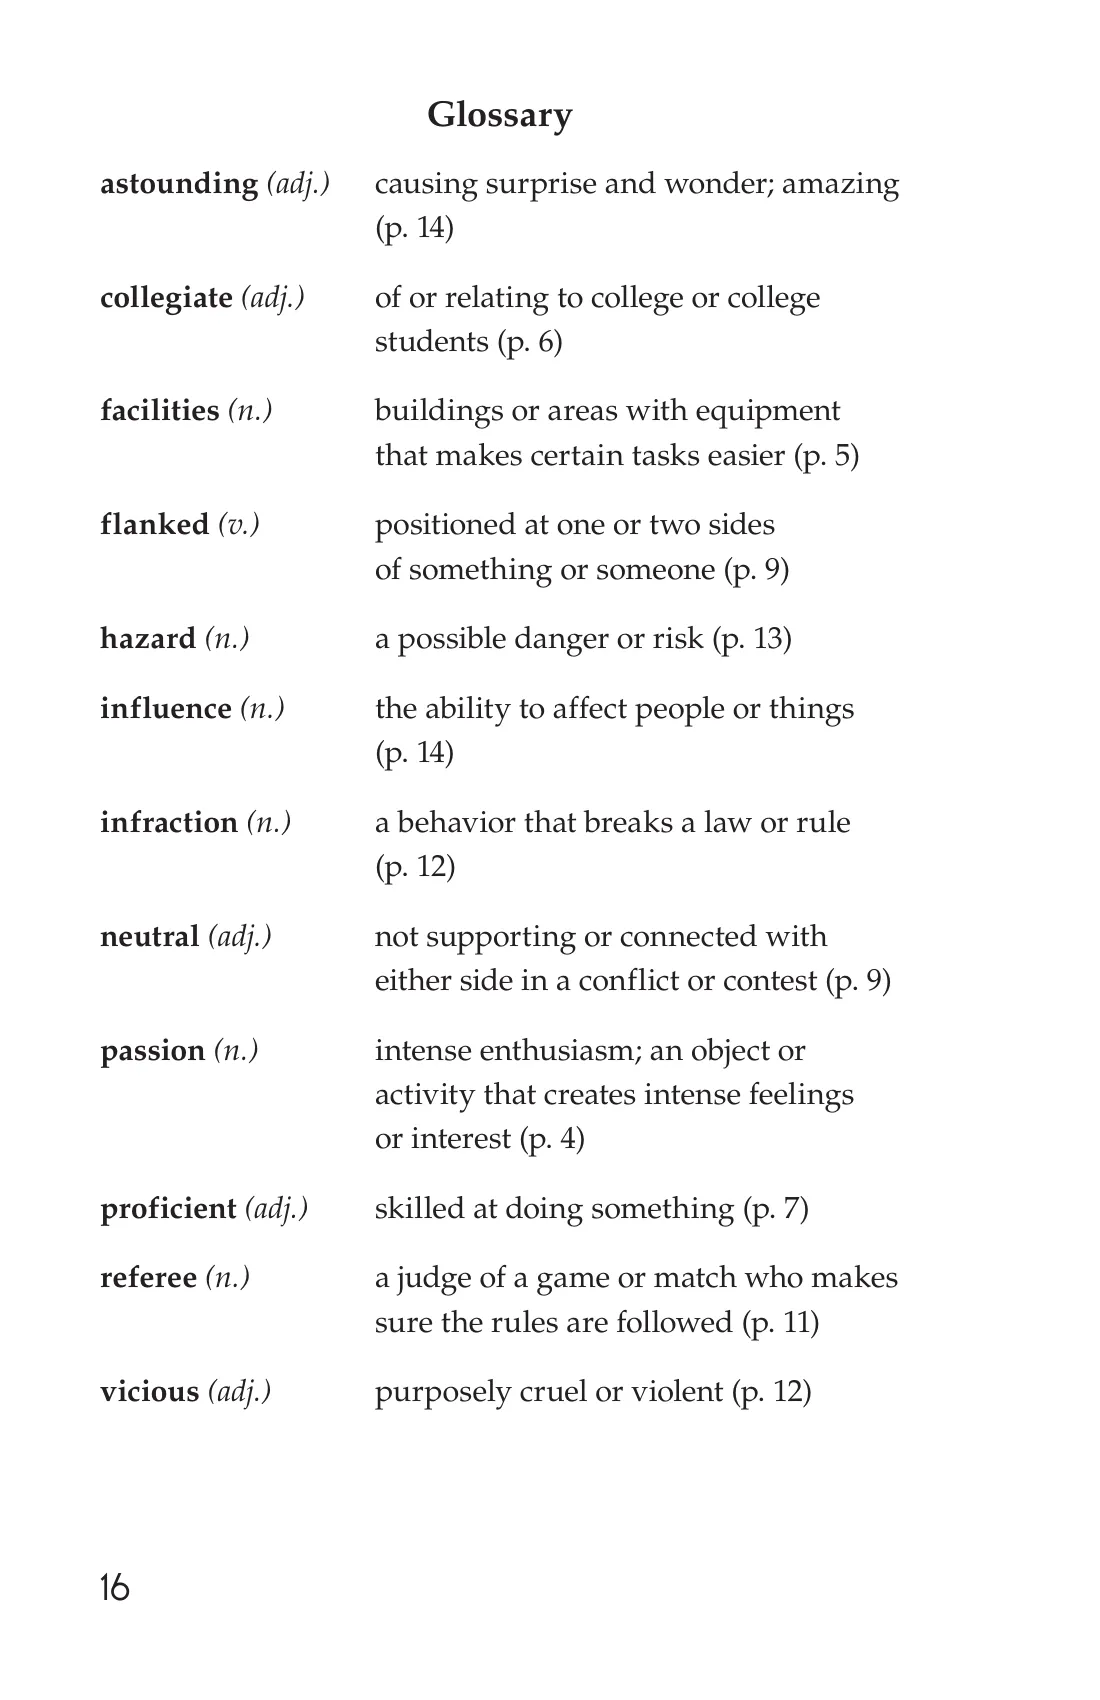 Glossary
astounding (adj.) causing surprise and wonder; amazing
(p. 14)
collegiate (adj.) of or relating to college or college
students (p. 6)
facilities (n.) buildings or areas with equipment
that makes certain tasks easier (p. 5)
flanked (v.) positioned at one or two sides
of something or someone (p. 9)
hazard (n.) a possible danger or risk (p. 13)
influence (n.) the ability to affect people or things
(p. 14)
infraction (n.) a behavior that breaks a law or rule
(p. 12)
neutral (adj.) not supporting or connected with
either side in a conflict or contest (p. 9)
passion (n.) intense enthusiasm; an object or
activity that creates intense feelings
or interest (p. 4)
proficient (adj.) skilled at doing something (p. 7)
referee (n.) a judge of a game or match who makes
sure the rules are followed (p. 11)
vicious (adj.) purposely cruel or violent (p. 12)
16